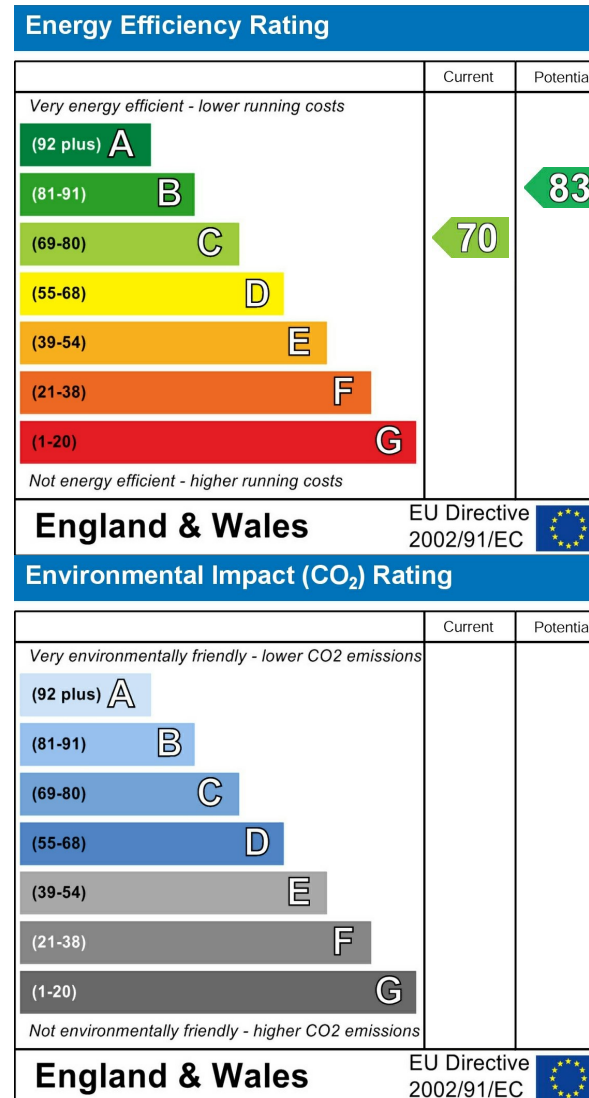 Energy Efficiency Rating
Current Potentia
Very energy efficient - lower running costs
(92 plus) A
(81-91) B
83
(69-80) C
70
(55-68) D
(39-54) E
(21-38) F
(1-20) G
Not energy efficient - higher running costs
England & Wales
EU Directive
2002/91/EC
Environmental Impact (CO₂) Rating
Current Potentia
Very environmentally friendly - lower CO2 emissions
(92 plus) A
(81-91) B
(69-80) C
(55-68) D
(39-54) E
(21-38) F
(1-20) G
Not environmentally friendly - higher CO2 emissions
England & Wales
EU Directive
2002/91/EC